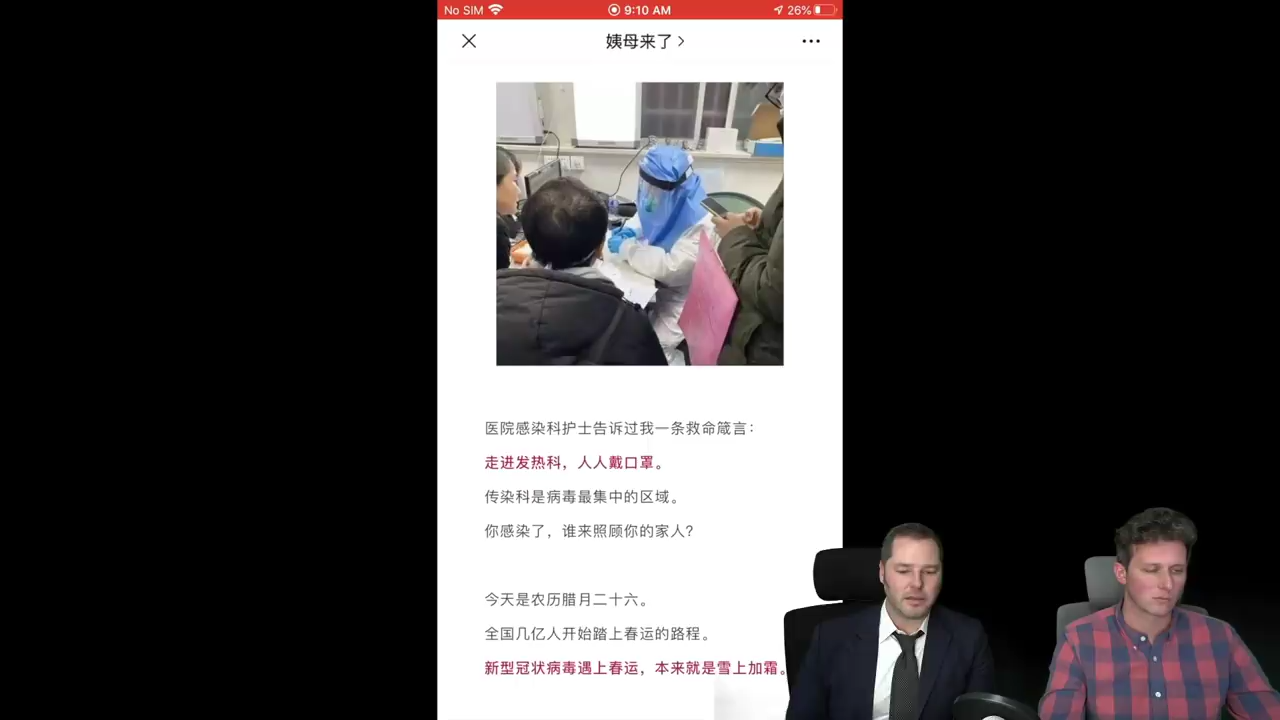 No SIM 9:10 AM 26%
姨母来了
医院感染科护士告诉过我一条救命箴言：
走进发热科，人人戴口罩。
传染科是病毒最集中的区域。
你感染了，谁来照顾你的家人？
今天是农历腊月二十六。
全国几亿人开始踏上春运的路程。
新型冠状病毒遇上春运，本来就是雪上加霜。